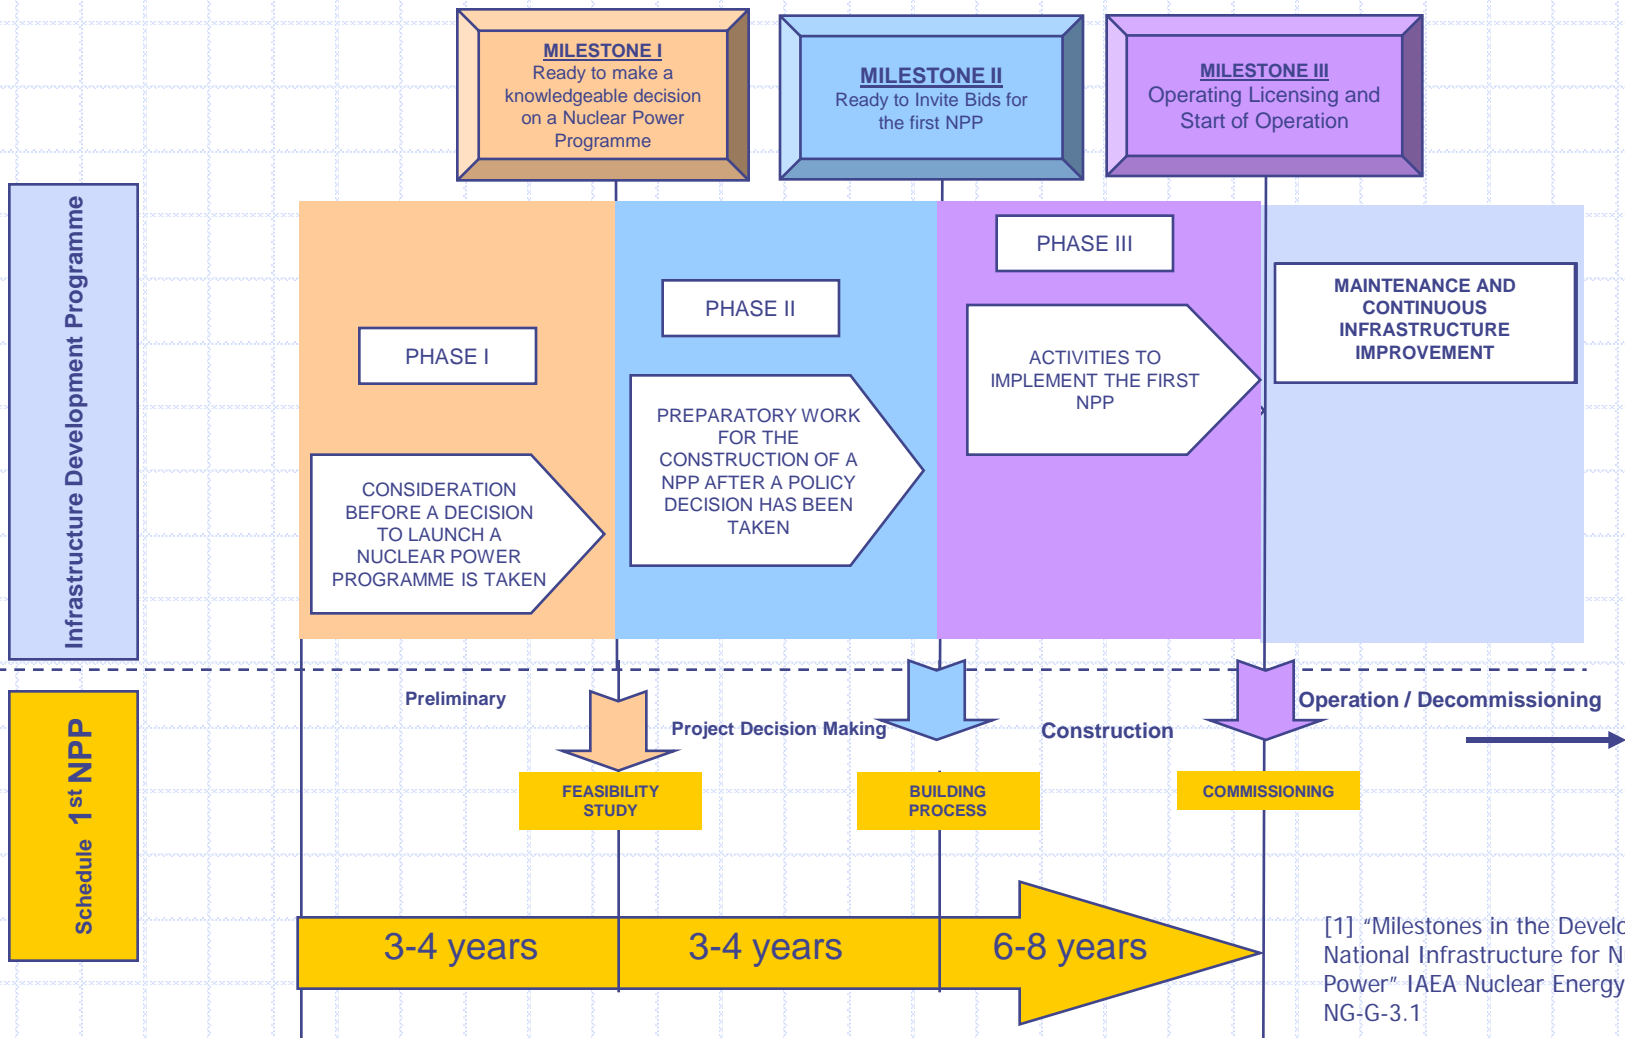 MILESTONE I
Ready to make a
knowledgeable decision
on a Nuclear Power
Programme
MILESTONE II
Ready to Invite Bids for
the first NPP
MILESTONE III
Operating Licensing and
Start of Operation
Infrastructure Development Programme
PHASE I
CONSIDERATION
BEFORE A DECISION
TO LAUNCH A
NUCLEAR POWER
PROGRAMME IS TAKEN
PHASE II
PREPARATORY WORK
FOR THE
CONSTRUCTION OF A
NPP AFTER A POLICY
DECISION HAS BEEN
TAKEN
PHASE III
ACTIVITIES TO
IMPLEMENT THE FIRST
NPP
MAINTENANCE AND
CONTINUOUS
INFRASTRUCTURE
IMPROVEMENT
Schedule 1st NPP
Preliminary
Project Decision Making
Construction
Operation / Decommissioning
FEASIBILITY
STUDY
BUILDING
PROCESS
COMMISSIONING
3-4 years
3-4 years
6-8 years
[1] “Milestones in the
National Infrastructure for
Power” IAEA Nuclear Energy
NG-G-3.1